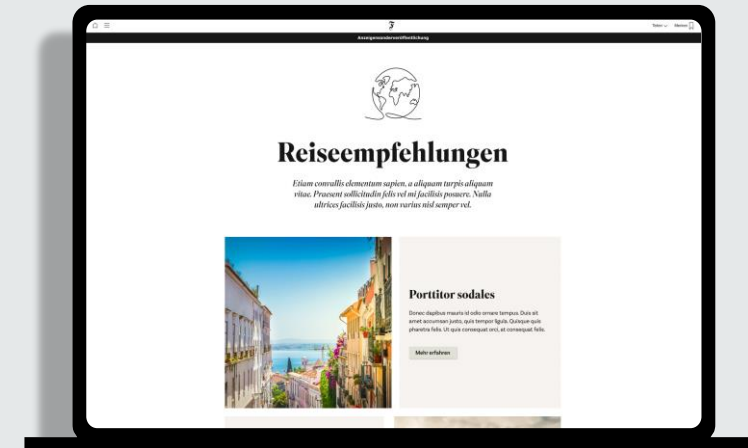 Teilen Merken
Anzeigensonderveröffentlichung
Reiseempfehlungen
Etiam convallis elementum sapien, a aliquam turpis aliquam
vitae. Praesent sollicitudin felis vel mi facilisis posuere. Nulla
ultrices facilisis justo, non varius nisl semper vel.
Porttitor sodales
Donec dapibus mauris id odio ornare tempus. Duis sit
amet accumsan justo, quis tempor ligula. Quisque quis
pharetra felis. Ut quis consequat orci, at consequat felis.
Mehr erfahren